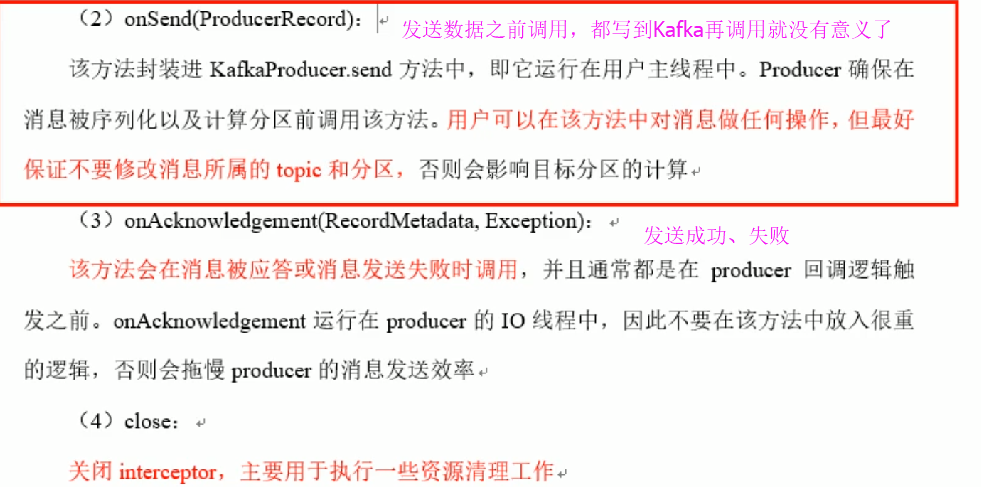 （2）onSend(ProducerRecord)：
发送数据之前调用，都写到Kafka再调用就没有意义了
该方法封装进 KafkaProducer.send 方法中，即它运行在用户主线程中。Producer 确保在
消息被序列化以及计算分区前调用该方法。用户可以在该方法中对消息做任何操作，但最好
保证不要修改消息所属的 topic 和分区，否则会影响目标分区的计算
（3）onAcknowledgement(RecordMetadata, Exception)：
发送成功、失败
该方法会在消息被应答或消息发送失败时调用，并且通常都是在 producer 回调逻辑触
发之前。onAcknowledgement 运行在 producer 的 IO 线程中，因此不要在该方法中放入很重
的逻辑，否则会拖慢 producer 的消息发送效率
（4）close：
关闭 interceptor，主要用于执行一些资源清理工作